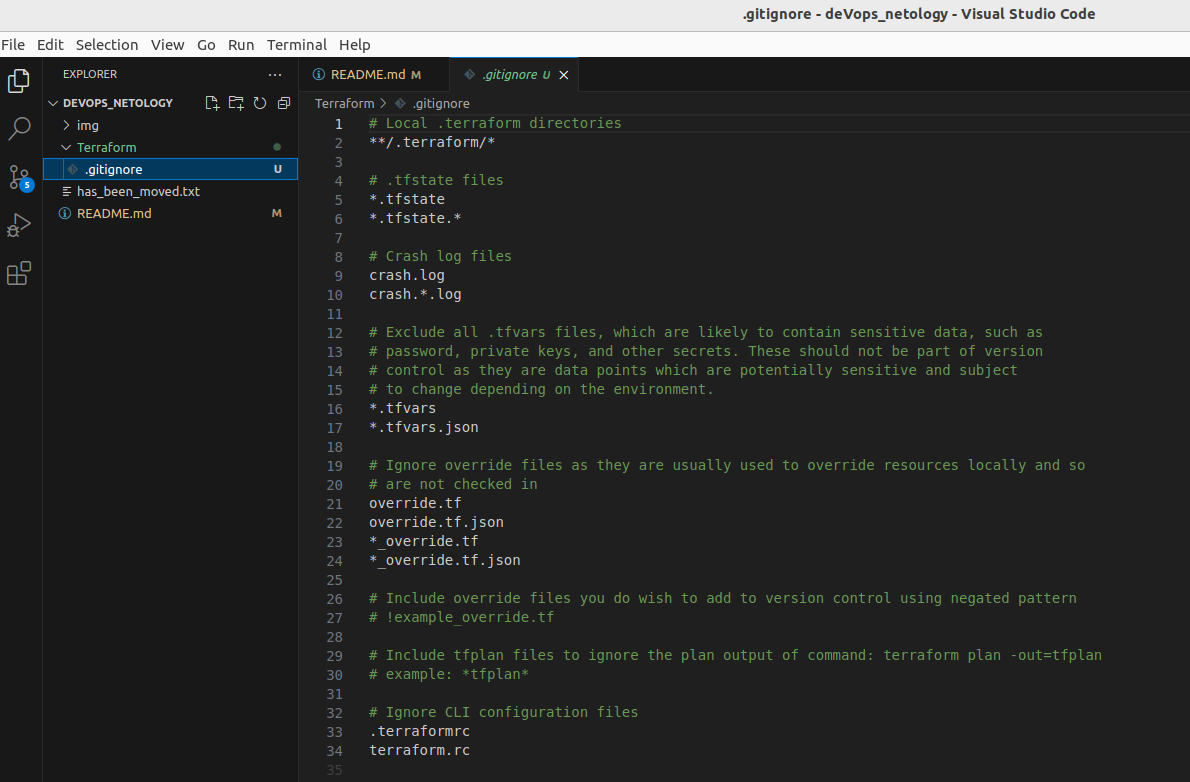 .gitignore - deVops_netology - Visual Studio Code
File Edit Selection View Go Run Terminal Help
EXPLORER ...
DEVOPS_NETOLOGY
img
Terraform
.gitignore U
has_been_moved.txt
README.md M
5
README.md M
.gitignore U
Terraform > .gitignore
1 # Local .terraform directories
2 **/.terraform/*
3
4 # .tfstate files
5 *.tfstate
6 *.tfstate.*
7
8 # Crash log files
9 crash.log
10 crash.*.log
11
12 # Exclude all .tfvars files, which are likely to contain sensitive data, such as
13 # password, private keys, and other secrets. These should not be part of version
14 # control as they are data points which are potentially sensitive and subject
15 # to change depending on the environment.
16 *.tfvars
17 *.tfvars.json
18
19 # Ignore override files as they are usually used to override resources locally and so
20 # are not checked in
21 override.tf
22 override.tf.json
23 *_override.tf
24 *_override.tf.json
25
26 # Include override files you do wish to add to version control using negated pattern
27 # !example_override.tf
28
29 # Include tfplan files to ignore the plan output of command: terraform plan -out=tfplan
30 # example: *tfplan*
31
32 # Ignore CLI configuration files
33 .terraformrc
34 terraform.rc
35